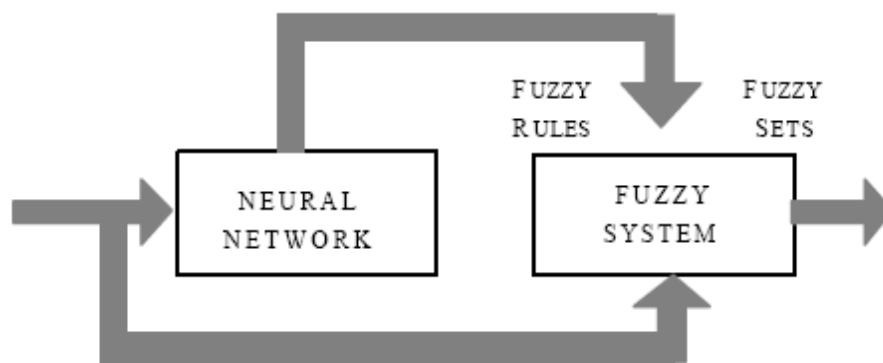 FUZZY
RULES
FUZZY
SETS
NEURAL
NETWORK
FUZZY
SYSTEM